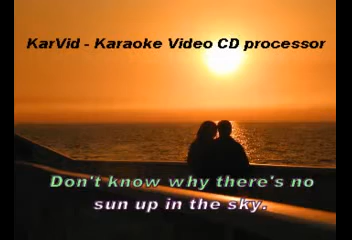 KarVid - Karaoke Video CD processor
Don't know why there's no
sun up in the sky.